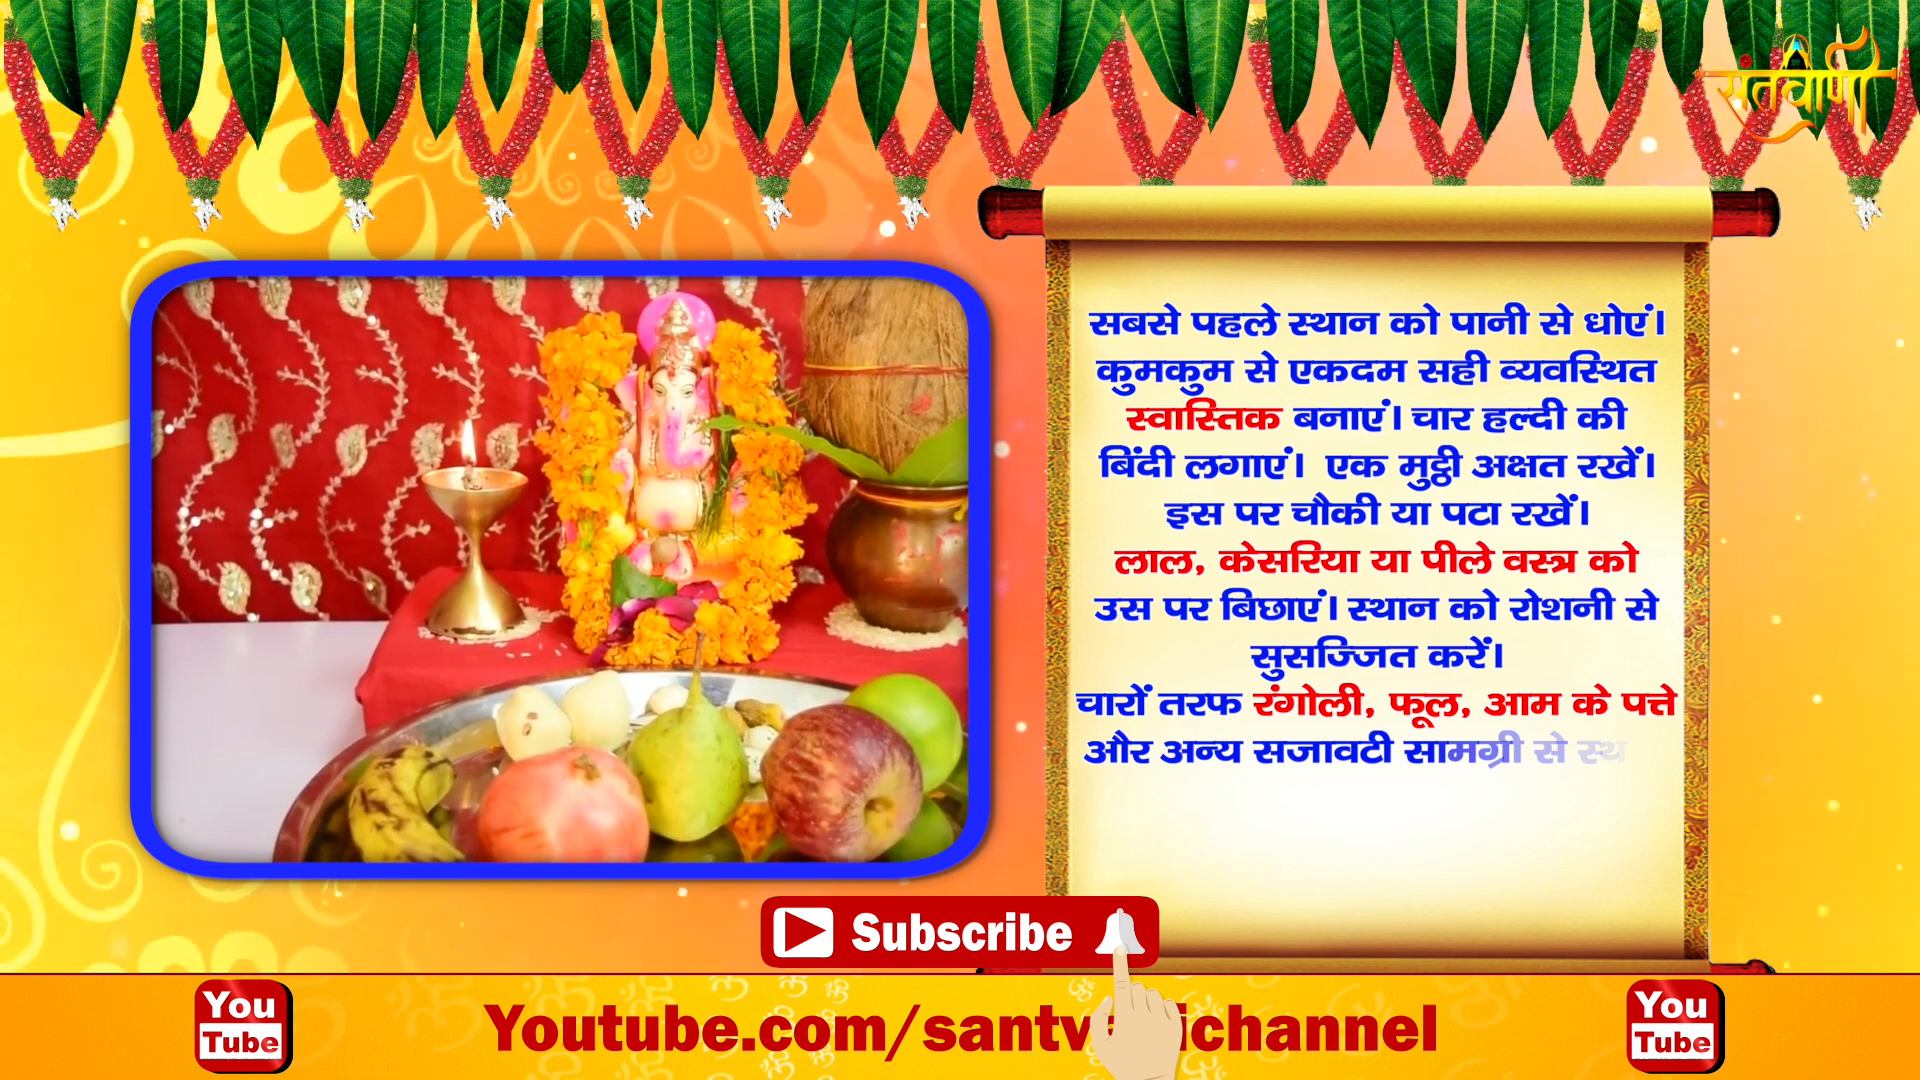 संतवाणी
सबसे पहले स्थान को पानी से धोएं।
कुमकुम से एकदम सही व्यवस्थित
स्वास्तिक बनाएं। चार हल्दी की
बिंदी लगाएं। एक मुट्ठी अक्षत रखें।
इस पर चौकी या पटा रखें।
लाल, केसरिया या पीले वस्त्र को
उस पर बिछाएं। स्थान को रोशनी से
सुसज्जित करें।
चारों तरफ रंगोली, फूल, आम के पत्ते
और अन्य सजावटी सामग्री से
Subscribe
You
Tube
Youtube.com/santv ichannel
You
Tube